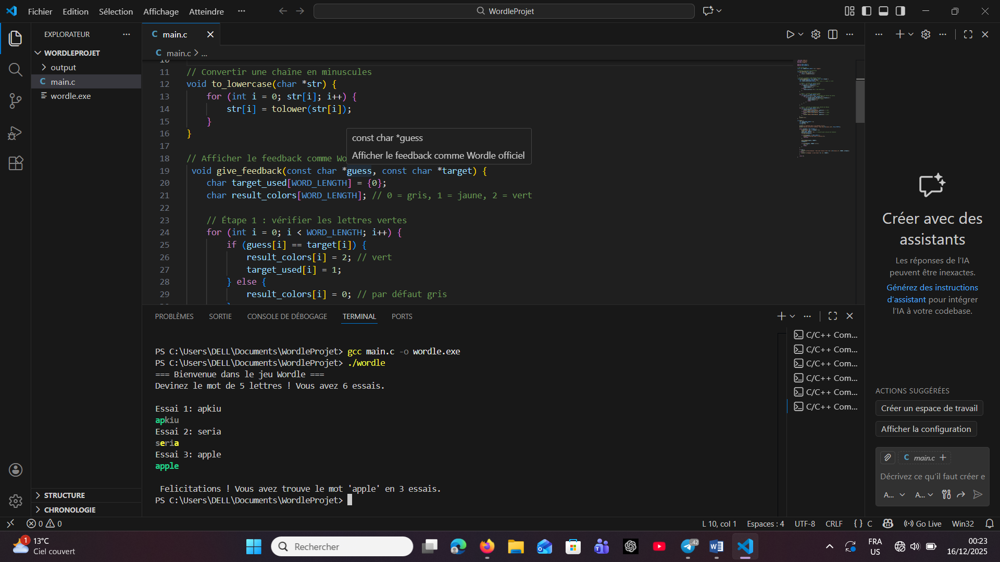 Fichier Edition Sélection Affichage Atteindre ···
WordleProjet
EXPLORATEUR
WORDLEPROJET
output
C main.c
wordle.exe
STRUCTURE
CHRONOLOGIE
C main.c
C main.c > ...
10
11 // Convertir une chaîne en minuscules
12 void to_lowercase(char *str) {
13 for (int i = 0; str[i]; i++) {
14 str[i] = tolower(str[i]);
15 }
16 }
17
18 // Afficher le feedback comme Wo
const char *guess
Afficher le feedback comme Wordle officiel
19 void give_feedback(const char *guess, const char *target) {
20 char target_used[WORD_LENGTH] = {0};
21 char result_colors[WORD_LENGTH]; // 0 = gris, 1 = jaune, 2 = vert
22
23 // Étape 1 : vérifier les lettres vertes
24 for (int i = 0; i < WORD_LENGTH; i++) {
25 if (guess[i] == target[i]) {
26 result_colors[i] = 2; // vert
27 target_used[i] = 1;
28 } else {
29 result_colors[i] = 0; // par défaut gris
PROBLÈMES SORTIE CONSOLE DE DÉBOGAGE TERMINAL PORTS
PS C:\Users\DELL\Documents\WordleProjet> gcc main.c -o wordle.exe
PS C:\Users\DELL\Documents\WordleProjet> ./wordle
=== Bienvenue dans le jeu Wordle ===
Devinez le mot de 5 lettres ! Vous avez 6 essais.
Essai 1: apkiu
apkiu
Essai 2: seria
seria
Essai 3: apple
apple
Felicitations ! Vous avez trouve le mot 'apple' en 3 essais.
PS C:\Users\DELL\Documents\WordleProjet>
C/C++ Com...
C/C++ Com...
C/C++ Com...
C/C++ Com...
C/C++ Com...
C/C++ Com...
Créer avec des
assistants
Les réponses de l'IA
peuvent être inexactes.
Générez des instructions
d'assistant pour intégrer
l'IA à votre codebase.
ACTIONS SUGGÉRÉES
Créer un espace de travail
Afficher la configuration
C main.c +
Décrivez ce qu'il faut créer e
A... A...
0 0
L 10, col 1 Espaces : 4 UTF-8 CRLF { } C Go Live Win32
1
13°C
Ciel couvert
Rechercher
42
FRA
US
00:23
16/12/2025